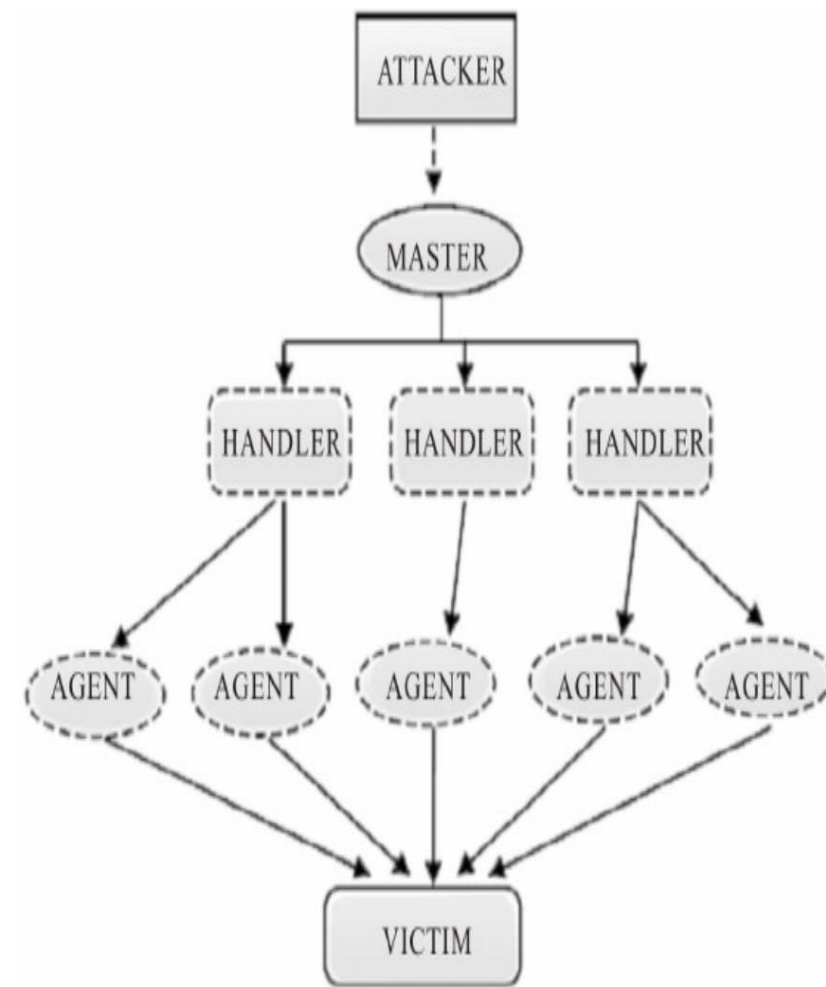 ATTACKER
MASTER
HANDLER HANDLER HANDLER
AGENT AGENT AGENT AGENT AGENT
VICTIM